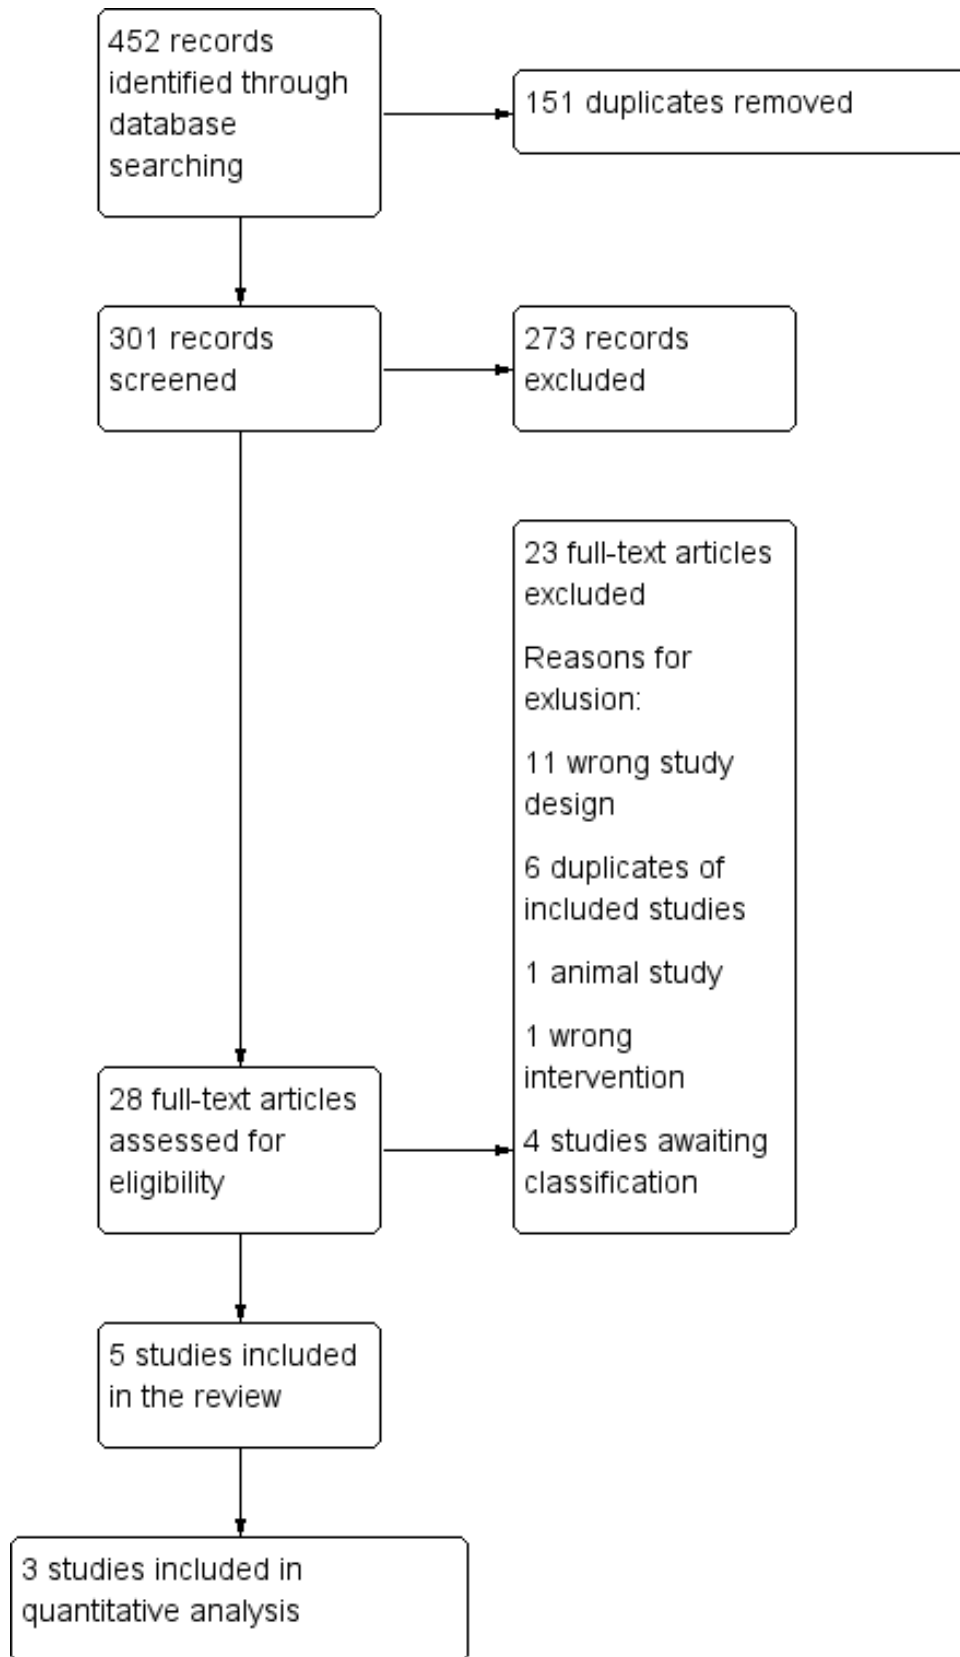 452 records
identified through
database
searching
151 duplicates removed
301 records
screened
273 records
excluded
23 full-text articles
excluded
Reasons for
exlusion:
11 wrong study
design
6 duplicates of
included studies
1 animal study
1 wrong
intervention
4 studies awaiting
classification
28 full-text articles
assessed for
eligibility
5 studies included
in the review
3 studies included in
quantitative analysis